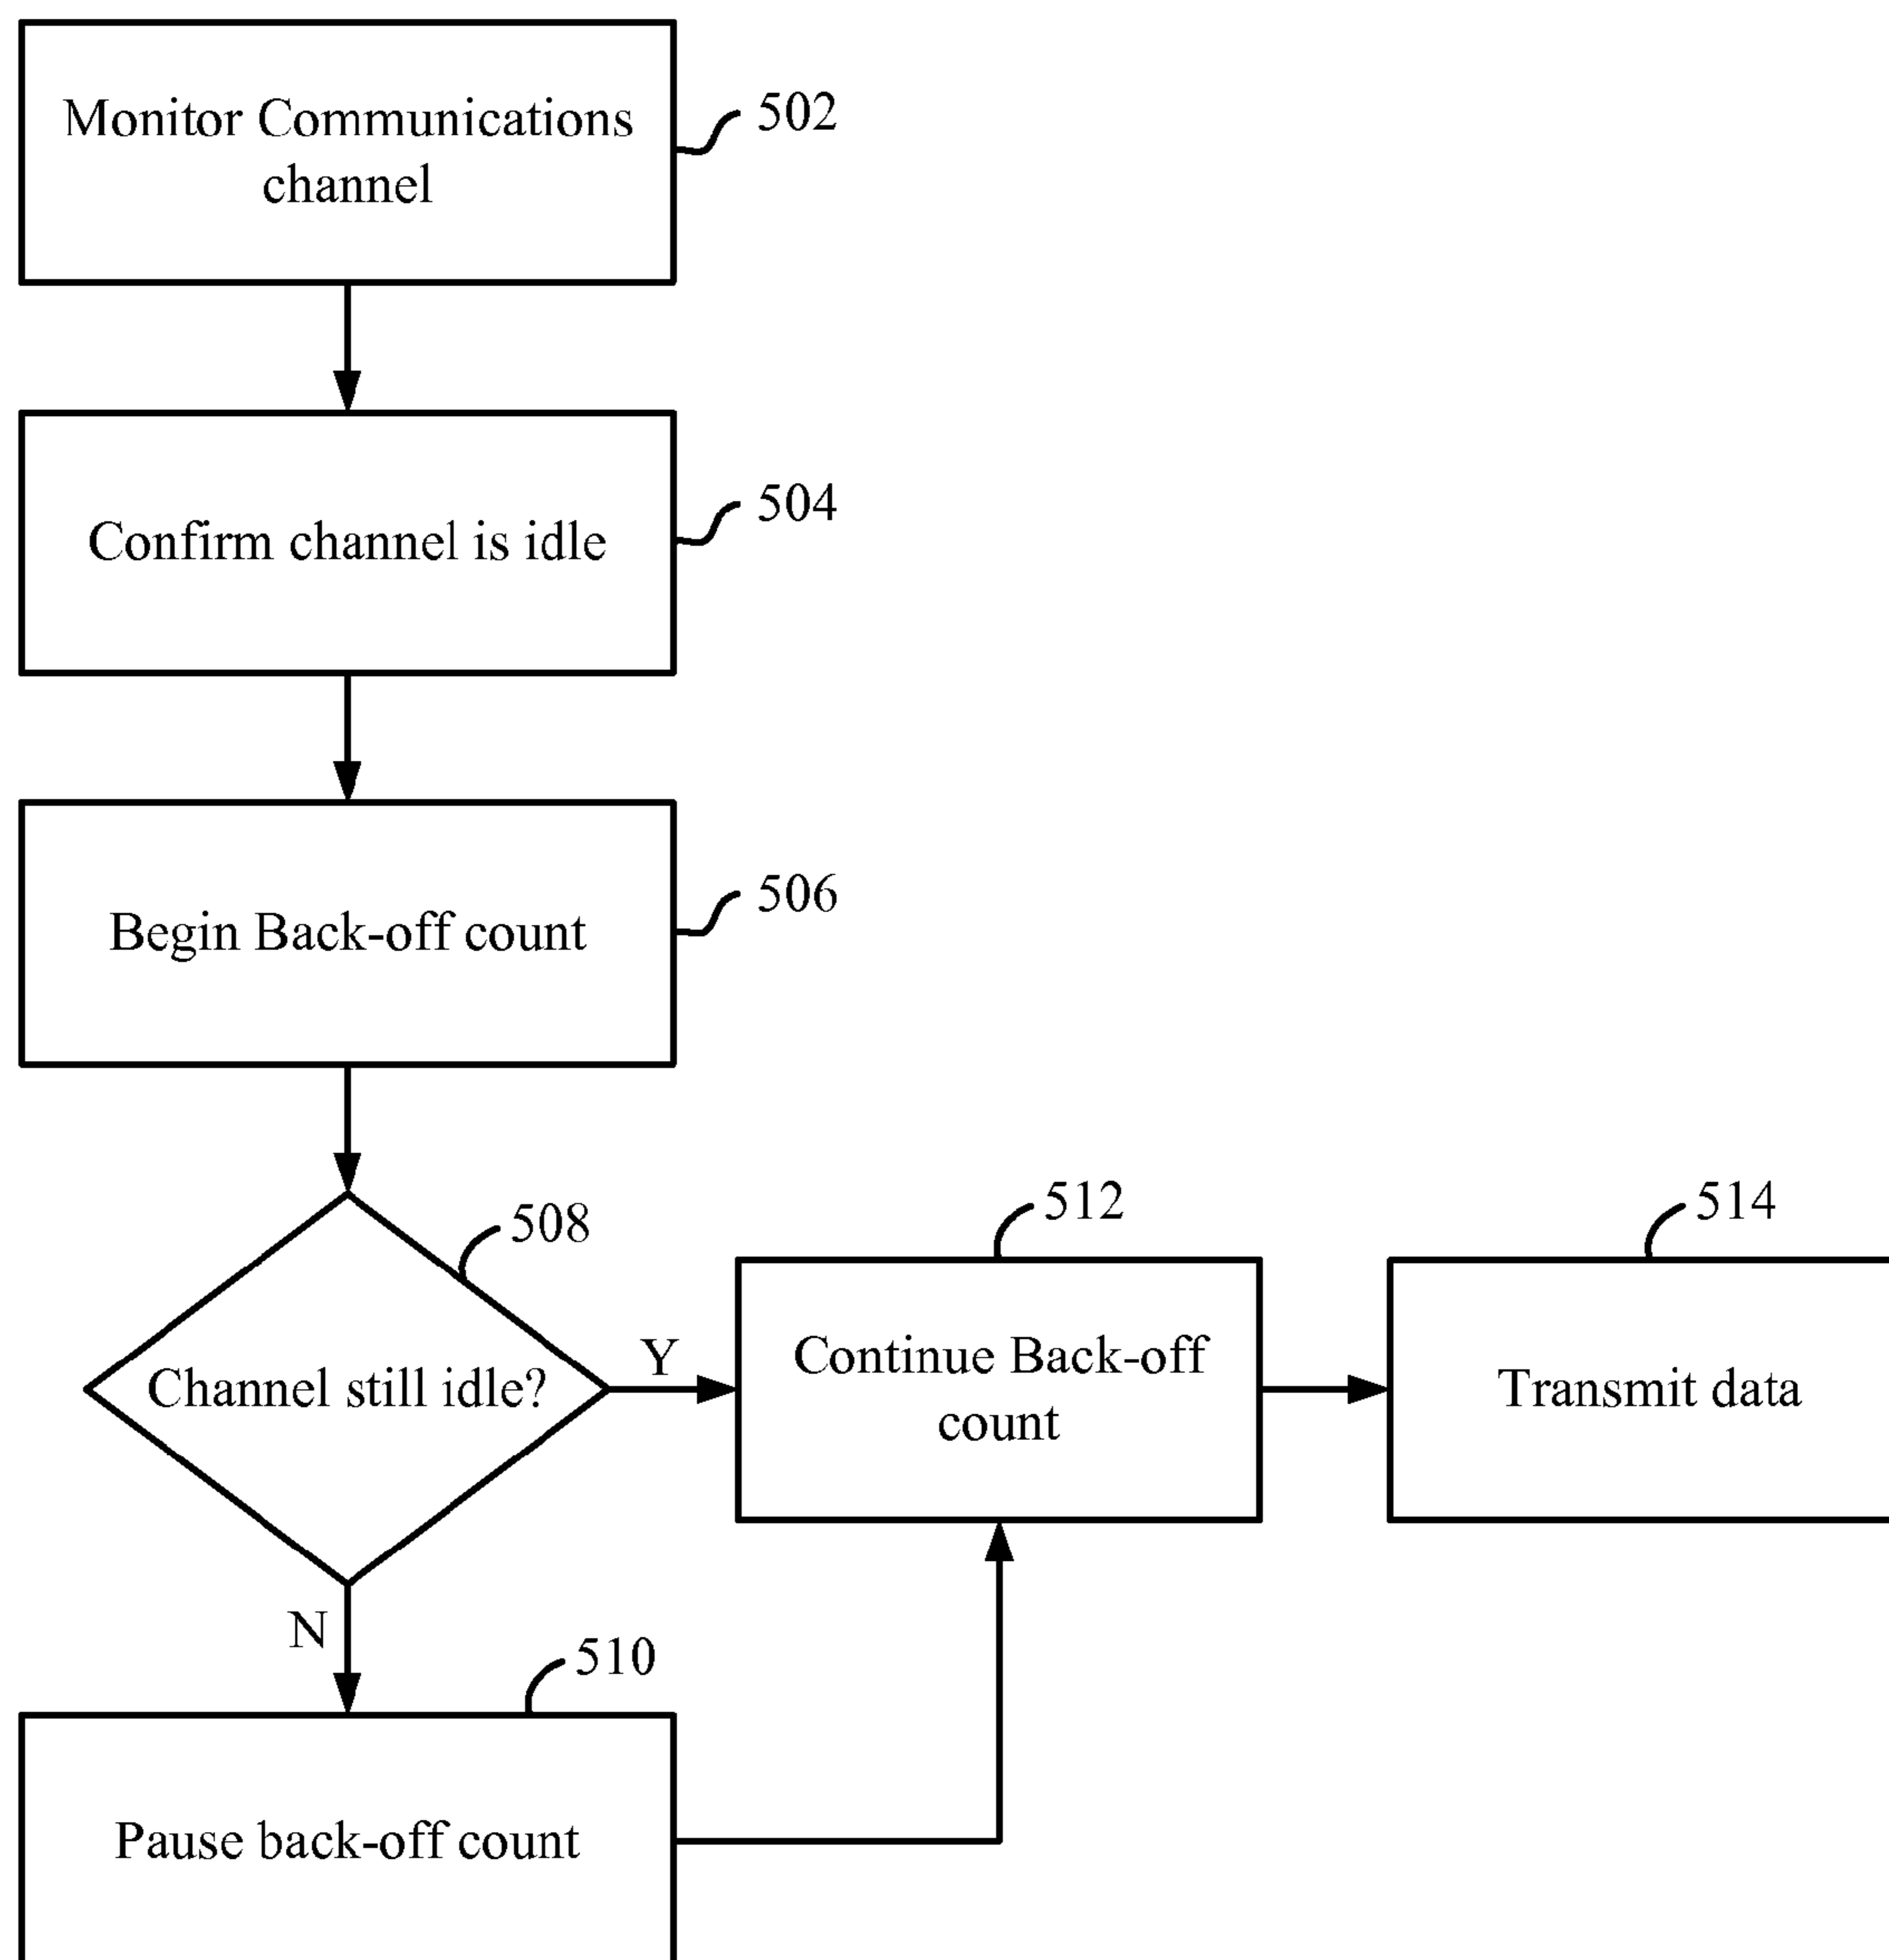 Monitor Communications
channel
502
Confirm channel is idle
504
Begin Back-off count
506
508
Channel still idle?
Y
N
512
Continue Back-off
count
514
Transmit data
510
Pause back-off count